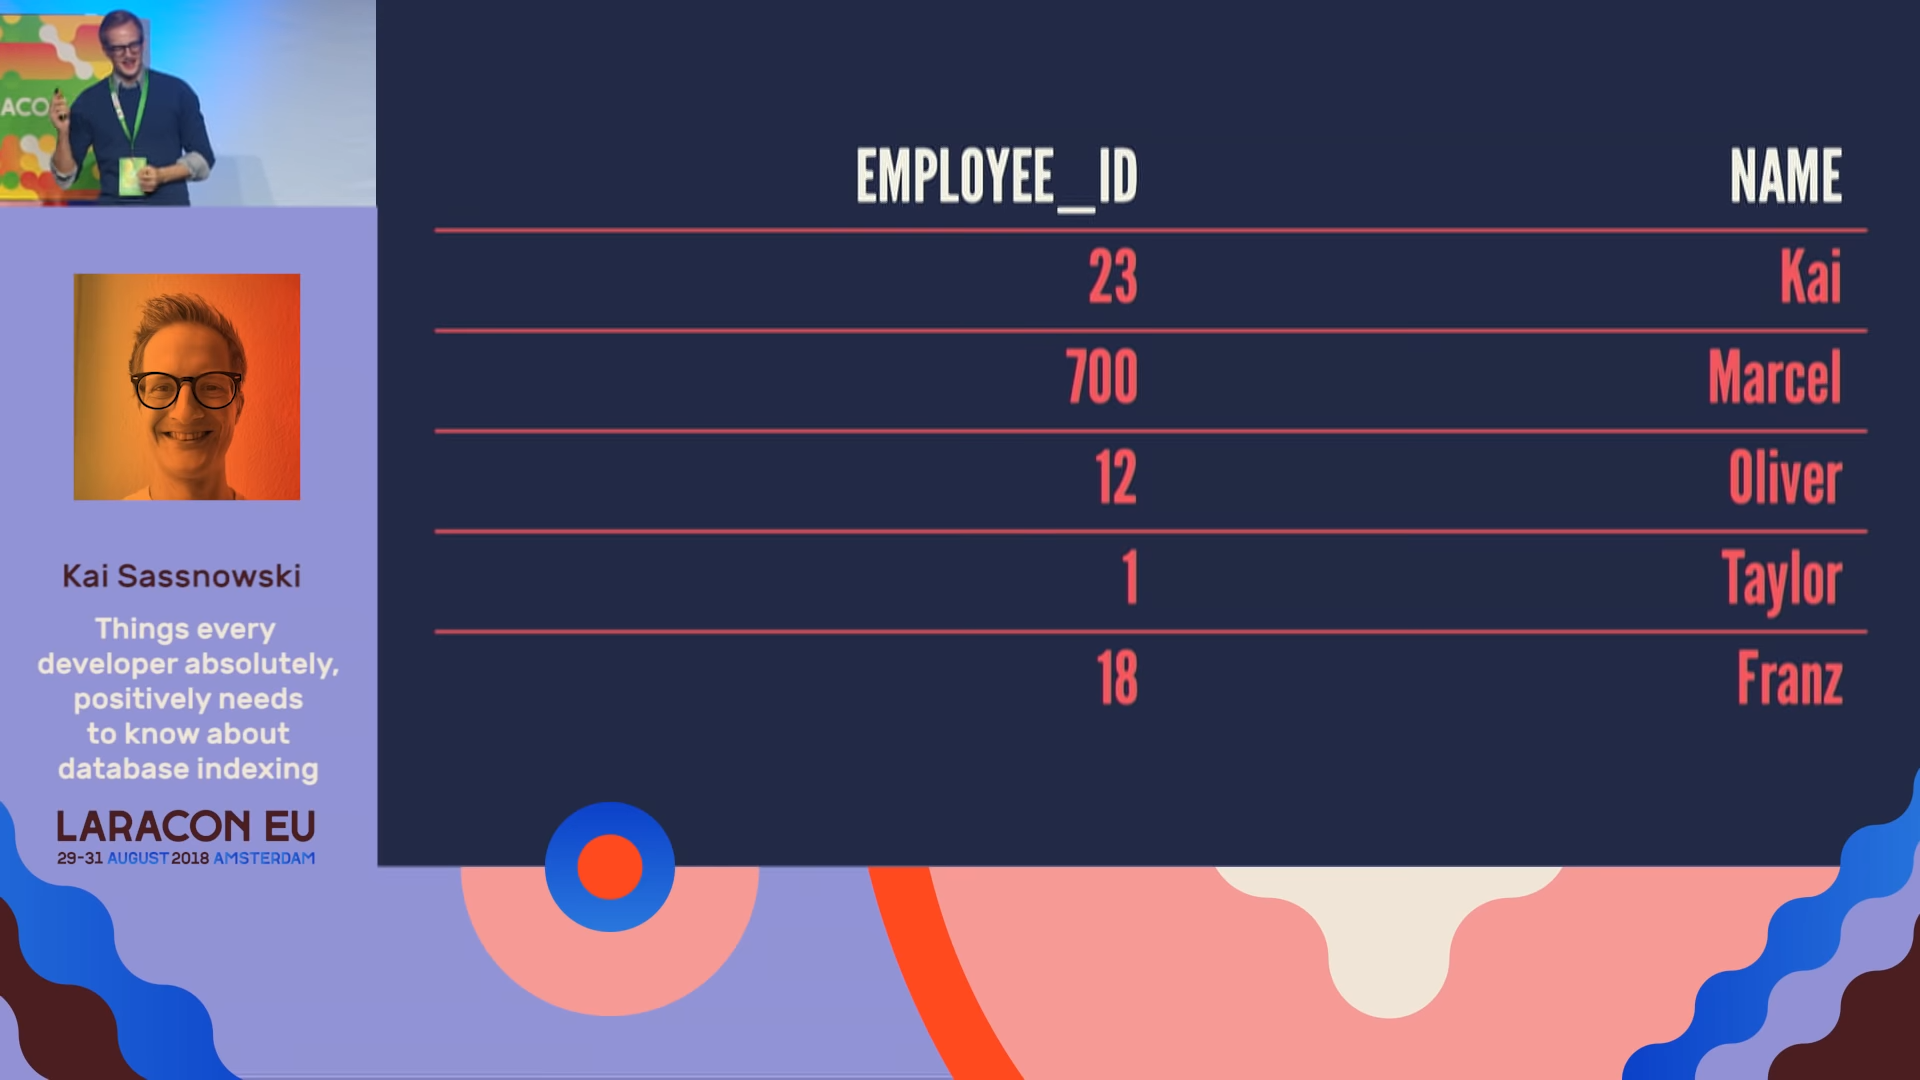 ACO
EMPLOYEE_ID NAME
23 Kai
700 Marcel
12 Oliver
1 Taylor
18 Franz
Kai Sassnowski
Things every
developer absolutely,
positively needs
to know about
database indexing
LARACON EU
29-31 AUGUST 2018 AMSTERDAM